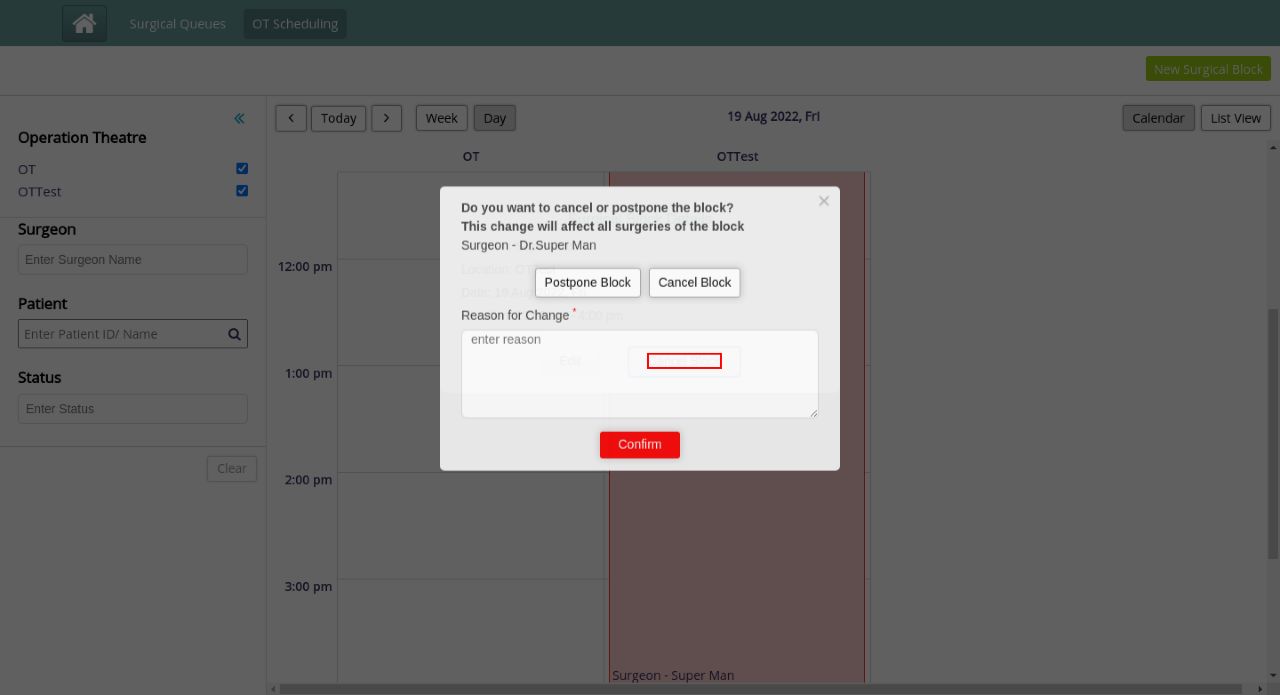 Surgical Queues
OT Scheduling
New Surgical Block
Today
Week
Day
19 Aug 2022, Fri
Calendar
List View
Operation Theatre
OT
OTTest
Surgeon
Enter Surgeon Name
Patient
Enter Patient ID/ Name
Status
Enter Status
Clear
OT
OTTest
12:00 pm
1:00 pm
2:00 pm
3:00 pm
Do you want to cancel or postpone the block?
This change will affect all surgeries of the block
Surgeon - Dr.Super Man
Postpone Block
Cancel Block
Reason for Change *
enter reason
Edit
Confirm
Surgeon - Super Man